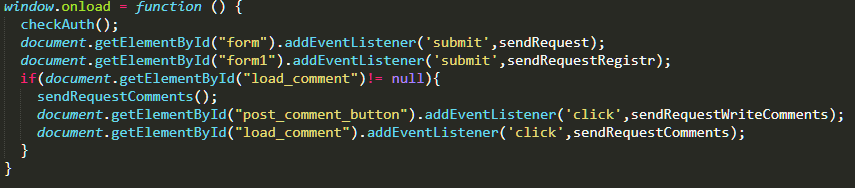 window.onload = function () {
  checkAuth();
  document.getElementById("form").addEventListener('submit',sendRequest);
  document.getElementById("form1").addEventListener('submit',sendRequestRegistr);
  if(document.getElementById("load_comment")!= null){
    sendRequestComments();
    document.getElementById("post_comment_button").addEventListener('click',sendRequestWriteComments);
    document.getElementById("load_comment").addEventListener('click',sendRequestComments);
  }
}